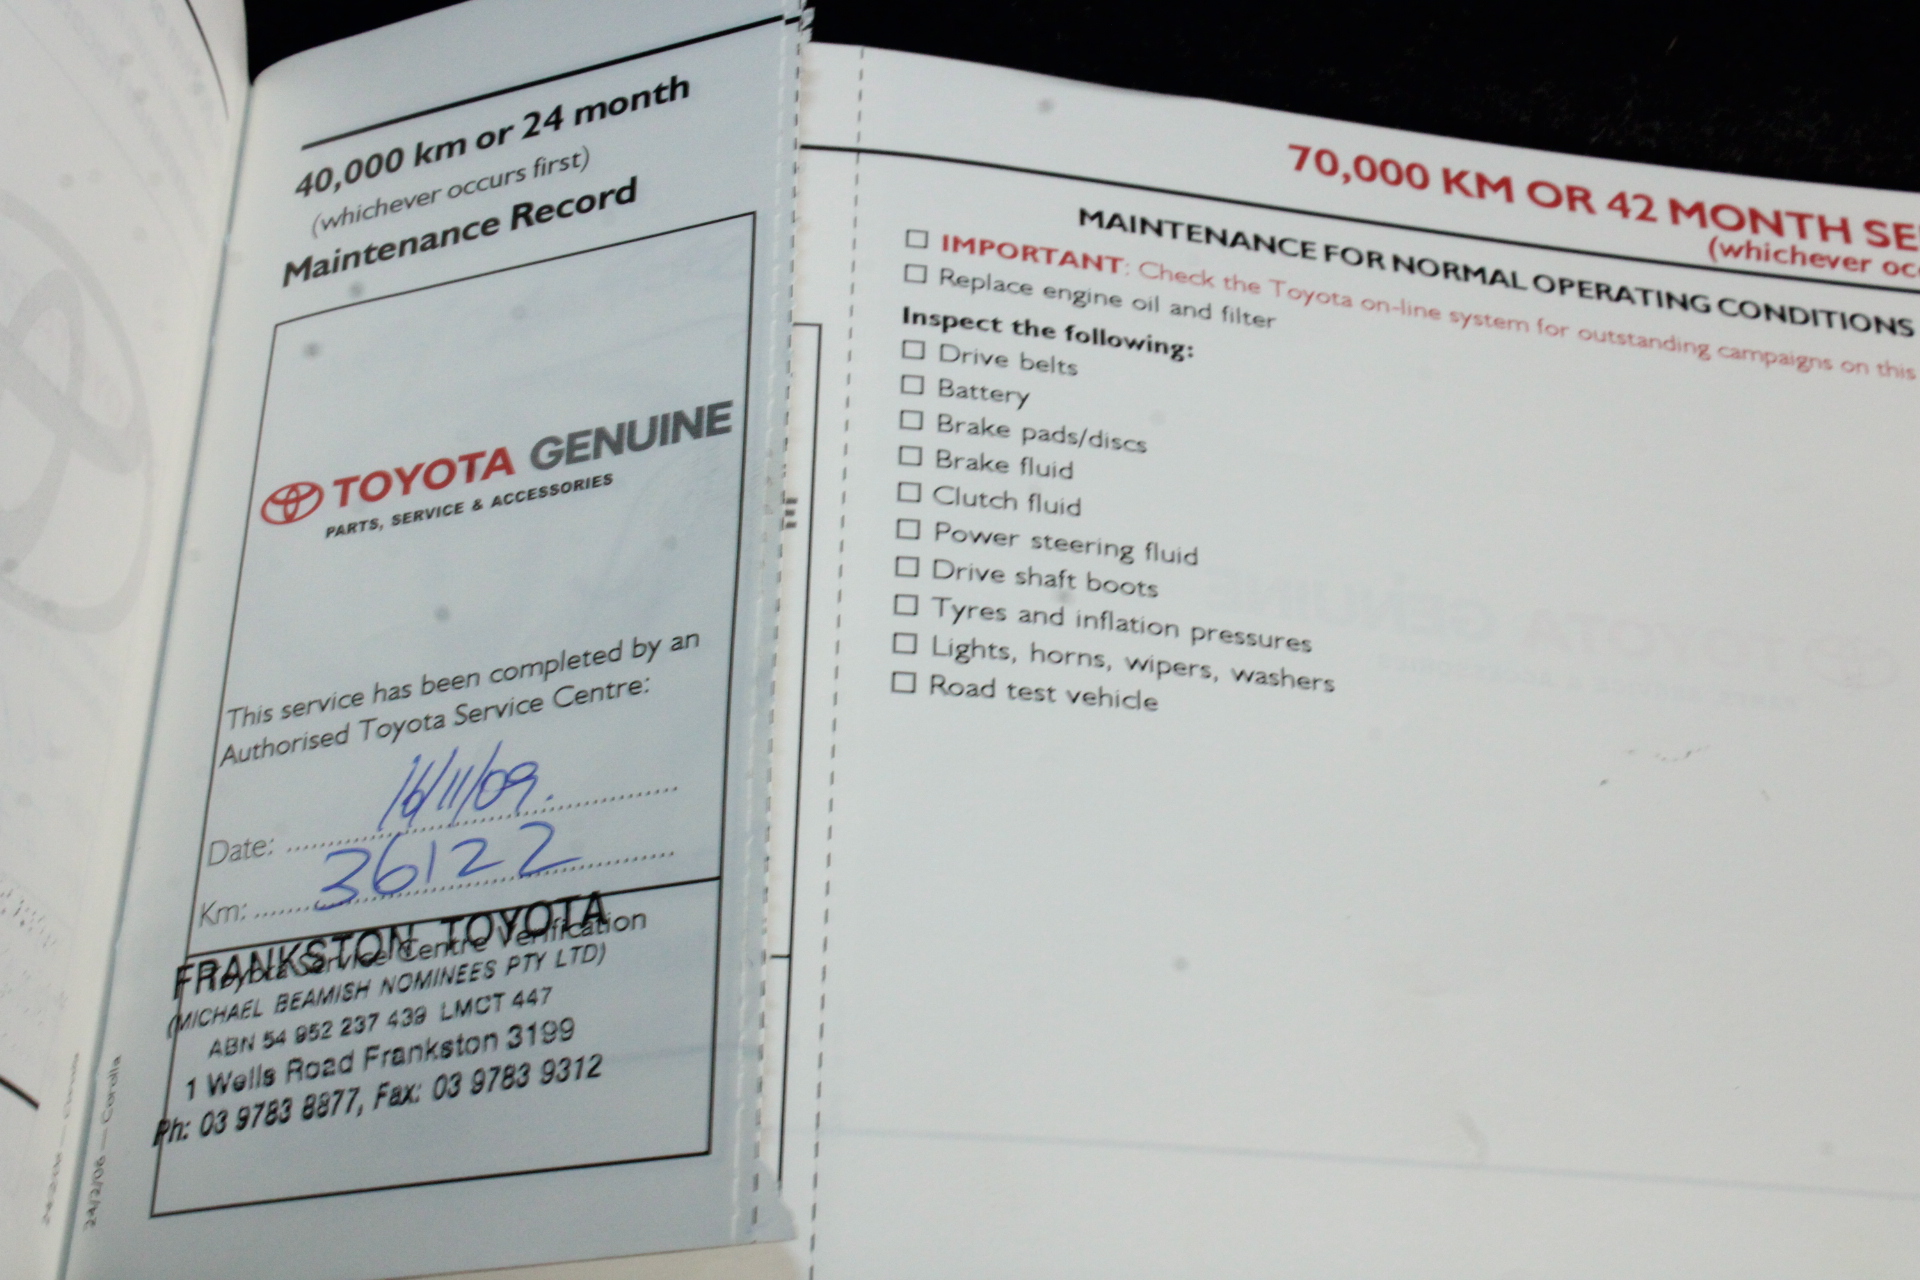 40,000 km or 24 month
(whichever occurs first)
Maintenance Record
TOYOTA GENUINE
PARTS, SERVICE & ACCESSORIES
This service has been completed by an
Authorised Toyota Service Centre:
Date: 16/11/09.
Km: 36122
Toyota Service Centre Verification
FRANKSTON TOYOTA
(MICHAEL BEAMISH NOMINEES PTY LTD)
ABN 54 952 237 439 LMCT 447
1 Wells Road Frankston 3199
Ph: 03 9783 8877, Fax: 03 9783 9312
24/2/06 — Corolla
70,000 KM OR 42 MONTH SE
(whichever oc
MAINTENANCE FOR NORMAL OPERATING CONDITIONS
IMPORTANT: Check the Toyota on-line system for outstanding campaigns on this
Replace engine oil and filter
Inspect the following:
Drive belts
Battery
Brake pads/discs
Brake fluid
Clutch fluid
Power steering fluid
Drive shaft boots
Tyres and inflation pressures
Lights, horns, wipers, washers
Road test vehicle